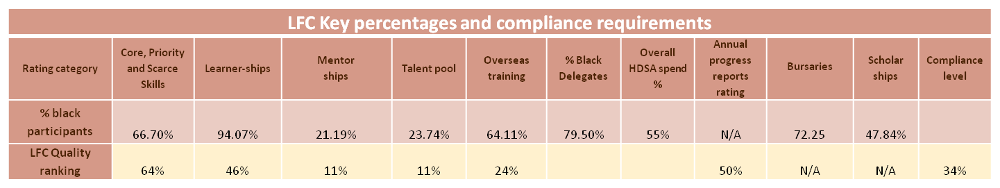 LFC Key percentages and compliance requirements
Rating category
Core, Priority
and Scarce
Skills
Learner-ships
Mentor
ships
Talent pool
Overseas
training
% Black
Delegates
Overall
HDSA spend
%
Annual
progress
reports
rating
Bursaries
Scholar
ships
Compliance
level
% black
participants
66.70% 94.07% 21.19% 23.74% 64.11% 79.50% 55% N/A 72.25 47.84%
LFC Quality
ranking
64% 46% 11% 11% 24% 50% N/A N/A 34%